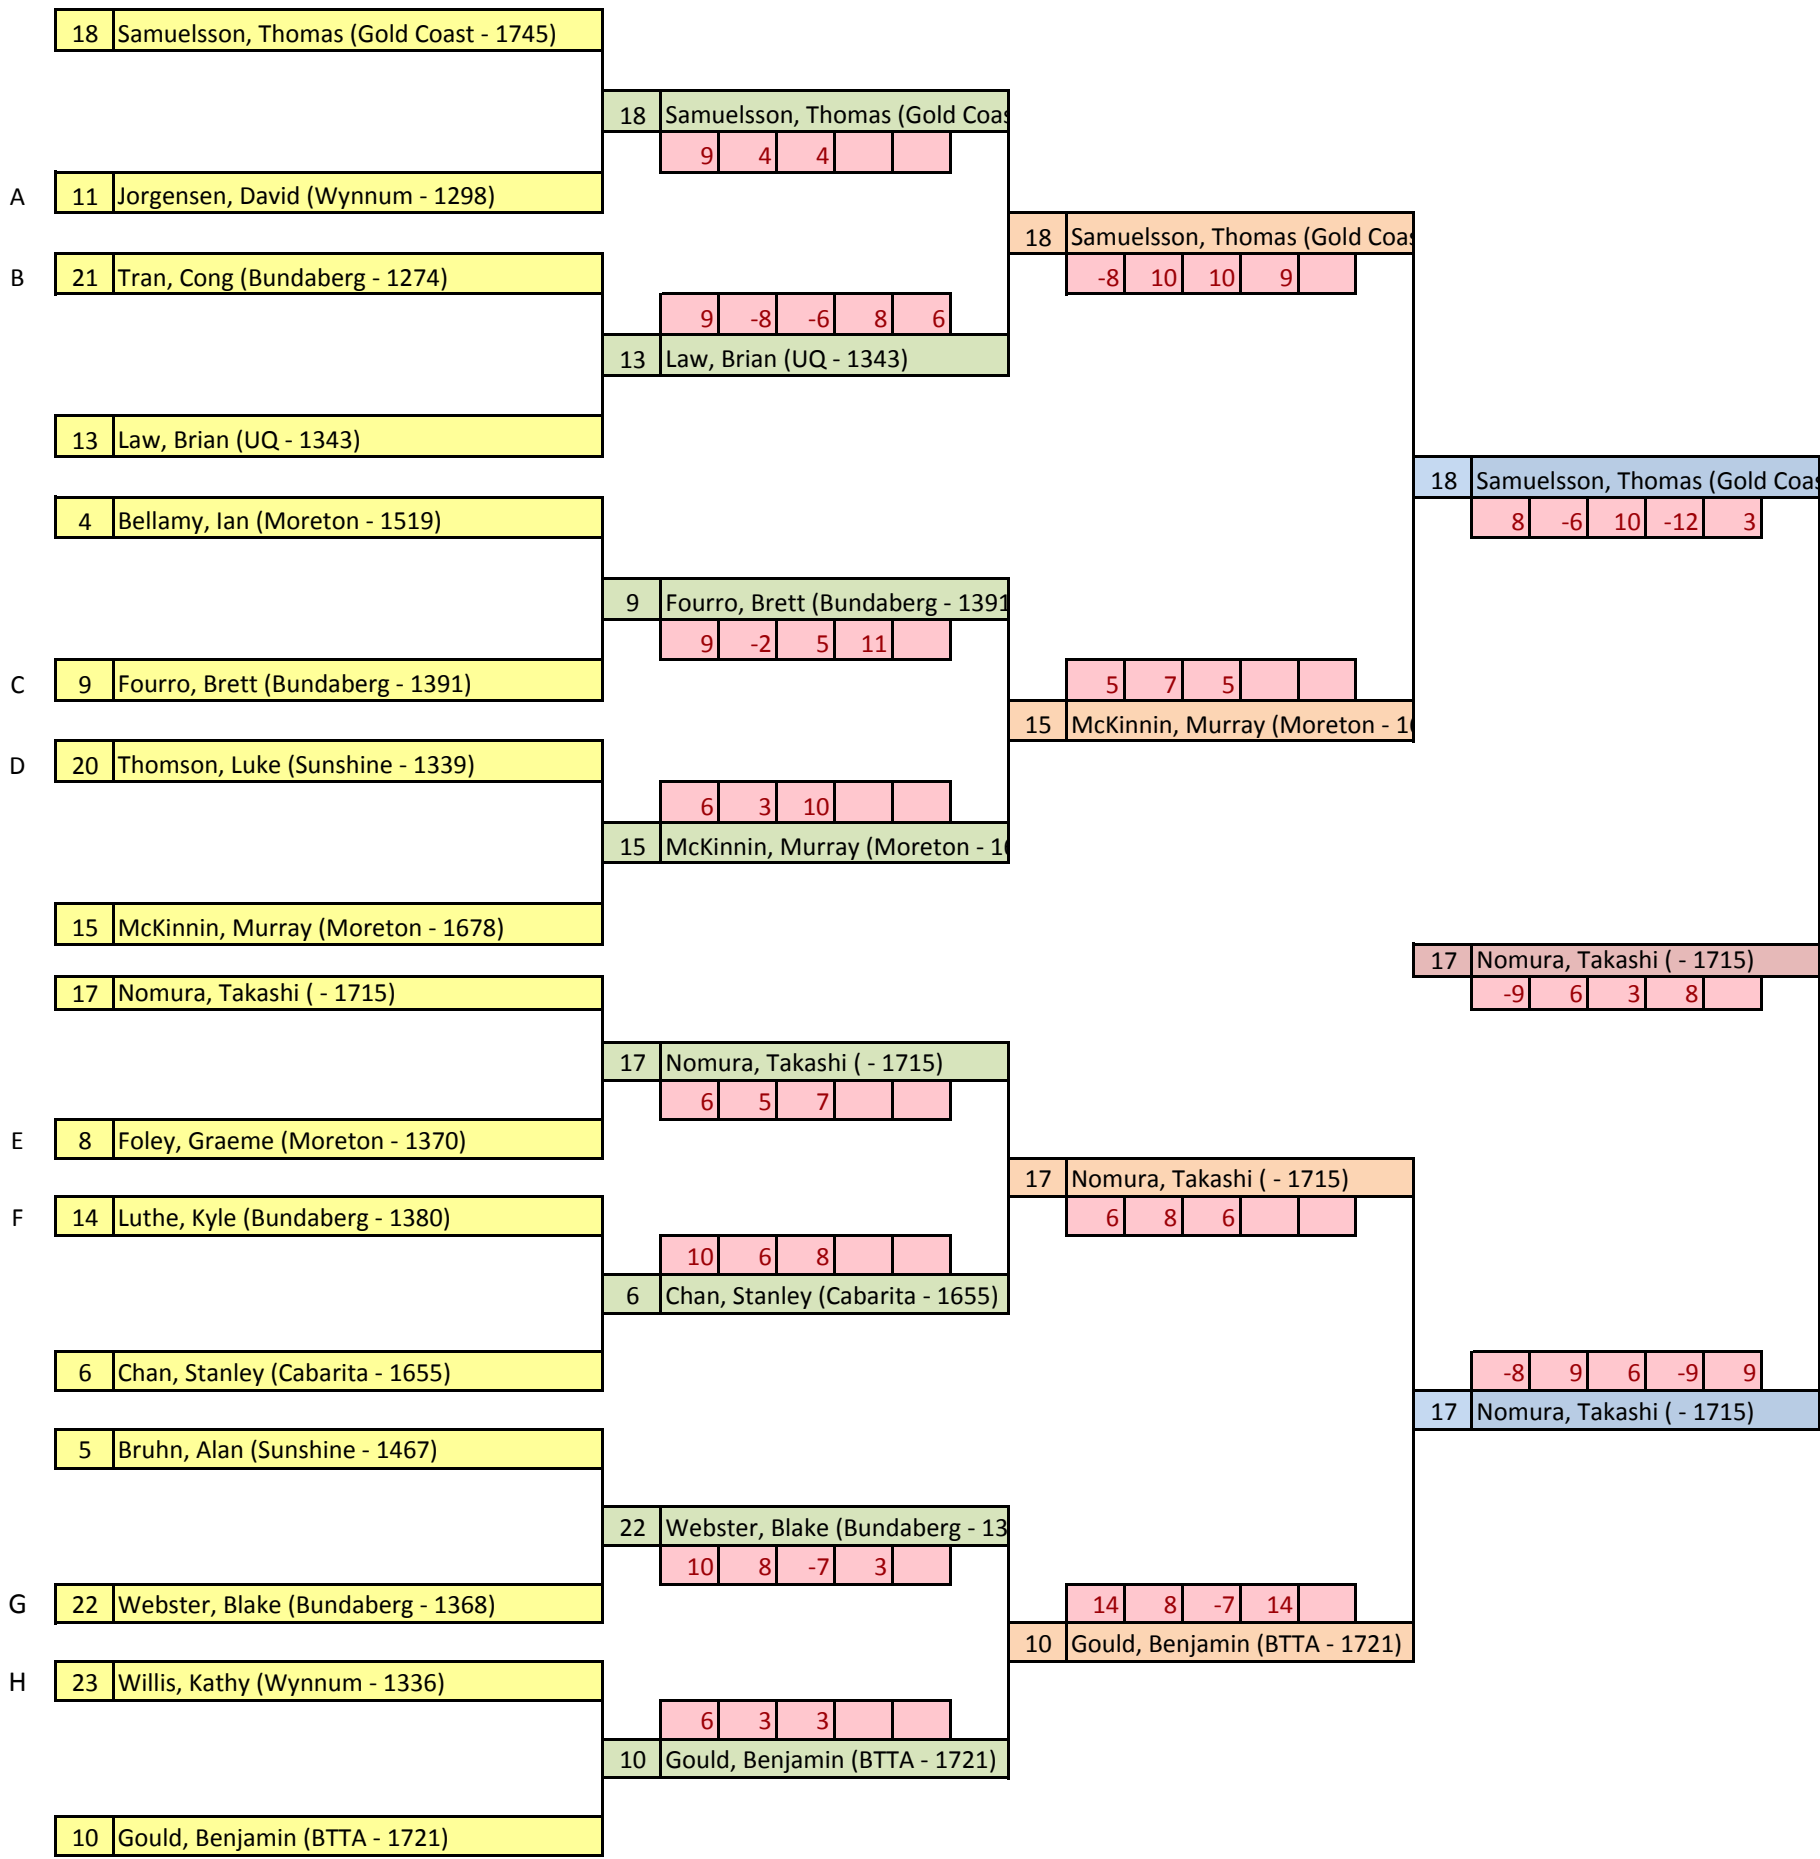 18 Samuelsson, Thomas (Gold Coast - 1745)
18 Samuelsson, Thomas (Gold Coas
9 4 4
A 11 Jorgensen, David (Wynnum - 1298)
18 Samuelsson, Thomas (Gold Coas
B 21 Tran, Cong (Bundaberg - 1274)
-8 10 10 9
9 -8 -6 8 6
13 Law, Brian (UQ - 1343)
13 Law, Brian (UQ - 1343)
18 Samuelsson, Thomas (Gold Coas
4 Bellamy, Ian (Moreton - 1519)
8 -6 10 -12 3
9 Fourro, Brett (Bundaberg - 1391
9 -2 5 11
C 9 Fourro, Brett (Bundaberg - 1391)
5 7 5
15 McKinnin, Murray (Moreton - 16
D 20 Thomson, Luke (Sunshine - 1339)
6 3 10
15 McKinnin, Murray (Moreton - 16
15 McKinnin, Murray (Moreton - 1678)
17 Nomura, Takashi ( - 1715)
17 Nomura, Takashi ( - 1715)
-9 6 3 8
17 Nomura, Takashi ( - 1715)
6 5 7
E 8 Foley, Graeme (Moreton - 1370)
17 Nomura, Takashi ( - 1715)
F 14 Luthe, Kyle (Bundaberg - 1380)
6 8 6
10 6 8
6 Chan, Stanley (Cabarita - 1655)
6 Chan, Stanley (Cabarita - 1655)
-8 9 6 -9 9
17 Nomura, Takashi ( - 1715)
5 Bruhn, Alan (Sunshine - 1467)
22 Webster, Blake (Bundaberg - 13
10 8 -7 3
G 22 Webster, Blake (Bundaberg - 1368)
14 8 -7 14
10 Gould, Benjamin (BTTA - 1721)
H 23 Willis, Kathy (Wynnum - 1336)
6 3 3
10 Gould, Benjamin (BTTA - 1721)
10 Gould, Benjamin (BTTA - 1721)